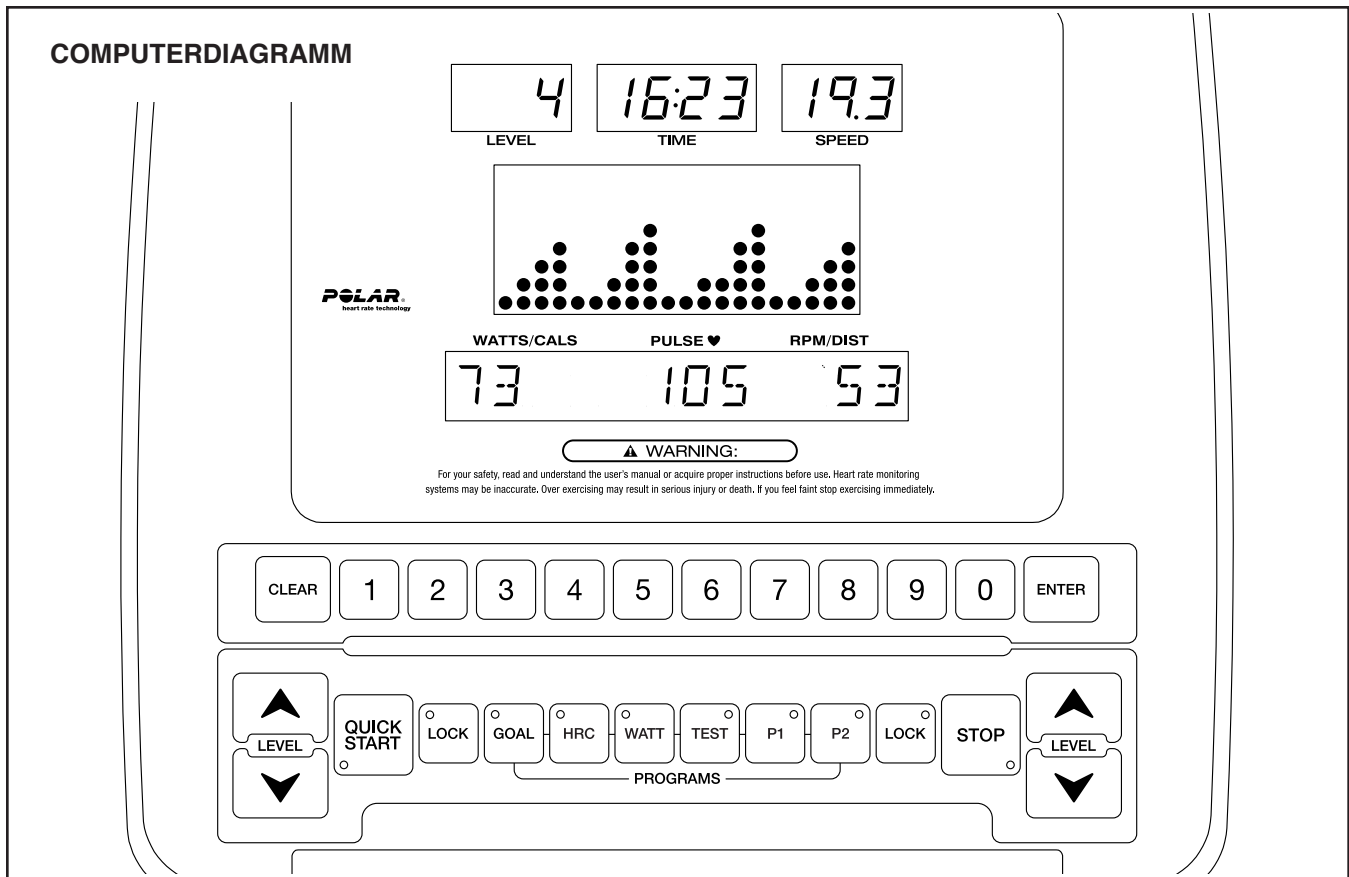 COMPUTERDIAGRAMM
4 16:23 19.3
LEVEL TIME SPEED
POLAR®
heart rate technology
WATTS/CALS PULSE ♥ RPM/DIST
73 105 53
⚠ WARNING:
For your safety, read and understand the user's manual or acquire proper instructions before use. Heart rate monitoring
systems may be inaccurate. Over exercising may result in serious injury or death. If you feel faint stop exercising immediately.
CLEAR 1 2 3 4 5 6 7 8 9 0 ENTER
LEVEL
QUICK
START
LOCK GOAL HRC WATT TEST P1 P2 LOCK STOP
LEVEL
PROGRAMS